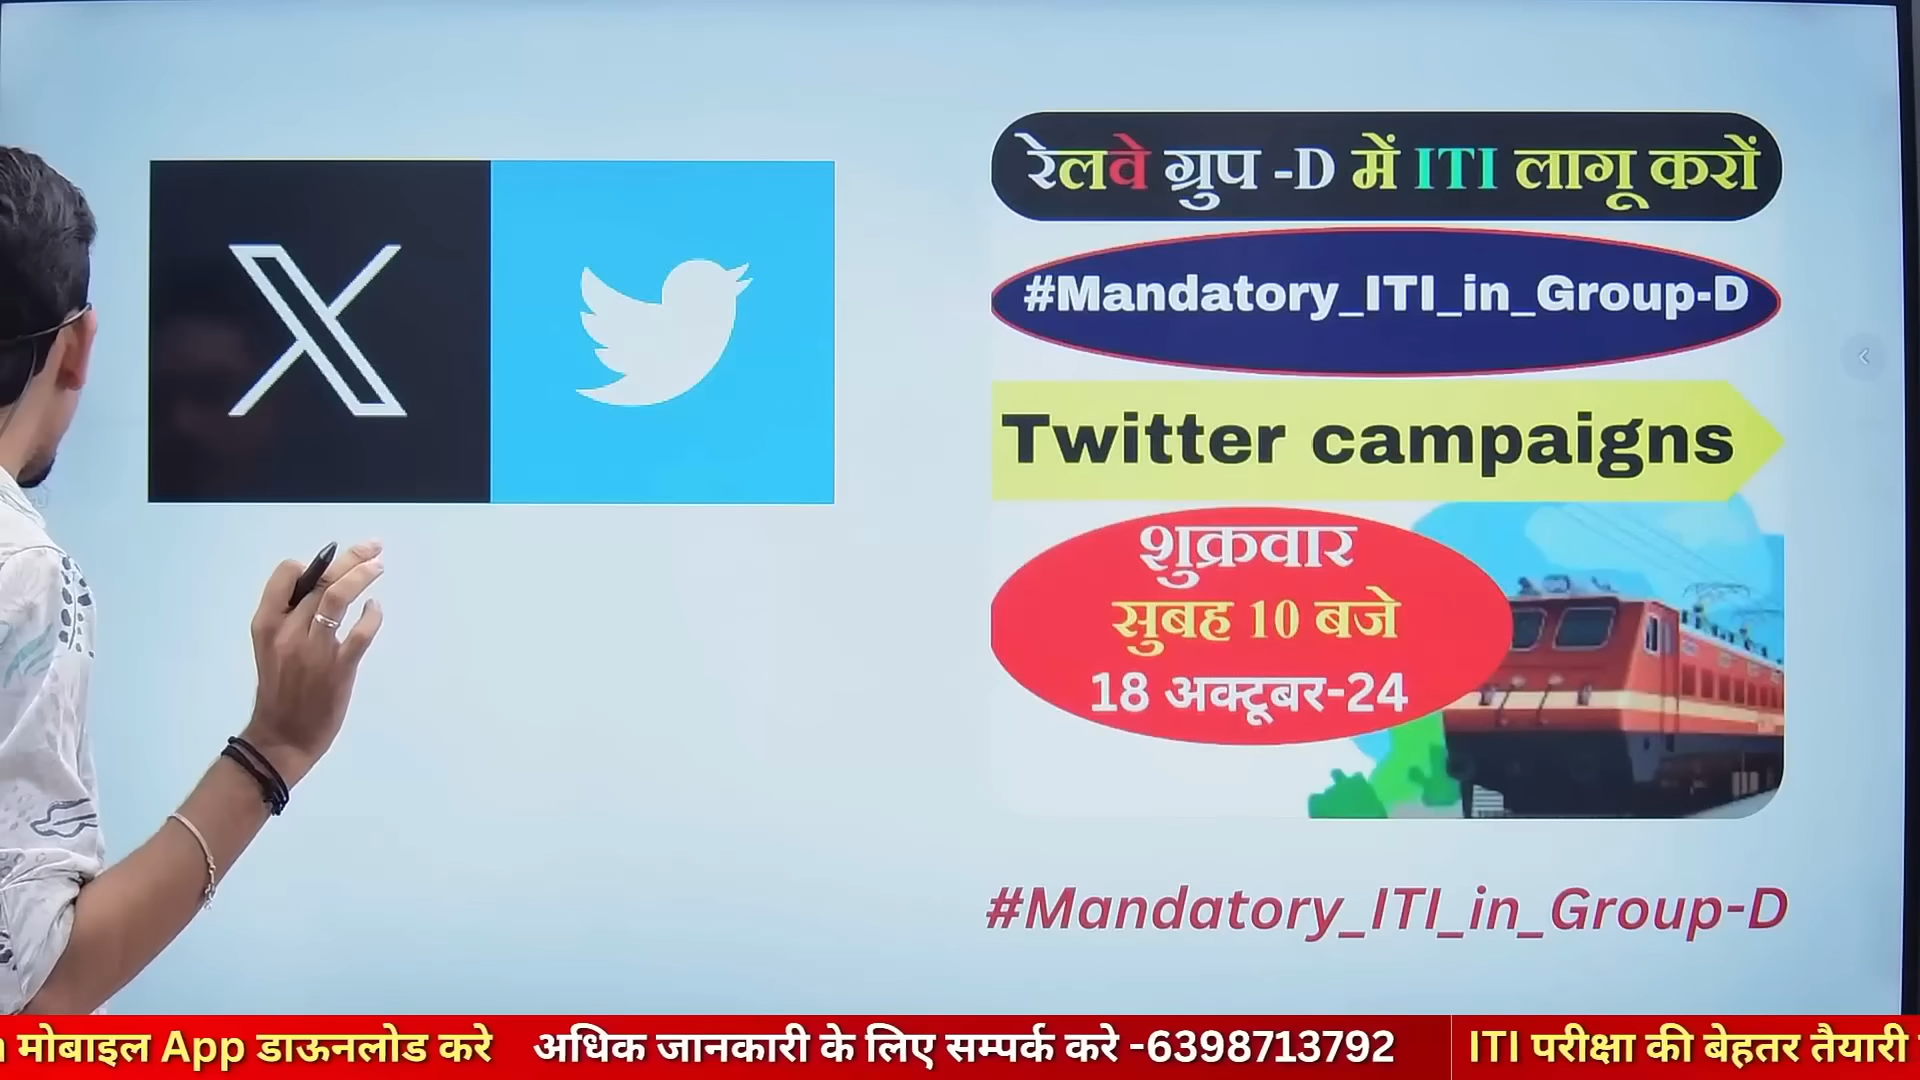 रेलवे ग्रुप -D में ITI लागू करों
#Mandatory_ITI_in_Group-D
Twitter campaigns
शुक्रवार
सुबह 10 बजे
18 अक्टूबर-24
#Mandatory_ITI_in_Group-D
मोबाइल App डाऊनलोड करे अधिक जानकारी के लिए सम्पर्क करे -6398713792 ITI परीक्षा की बेहतर तैयारी